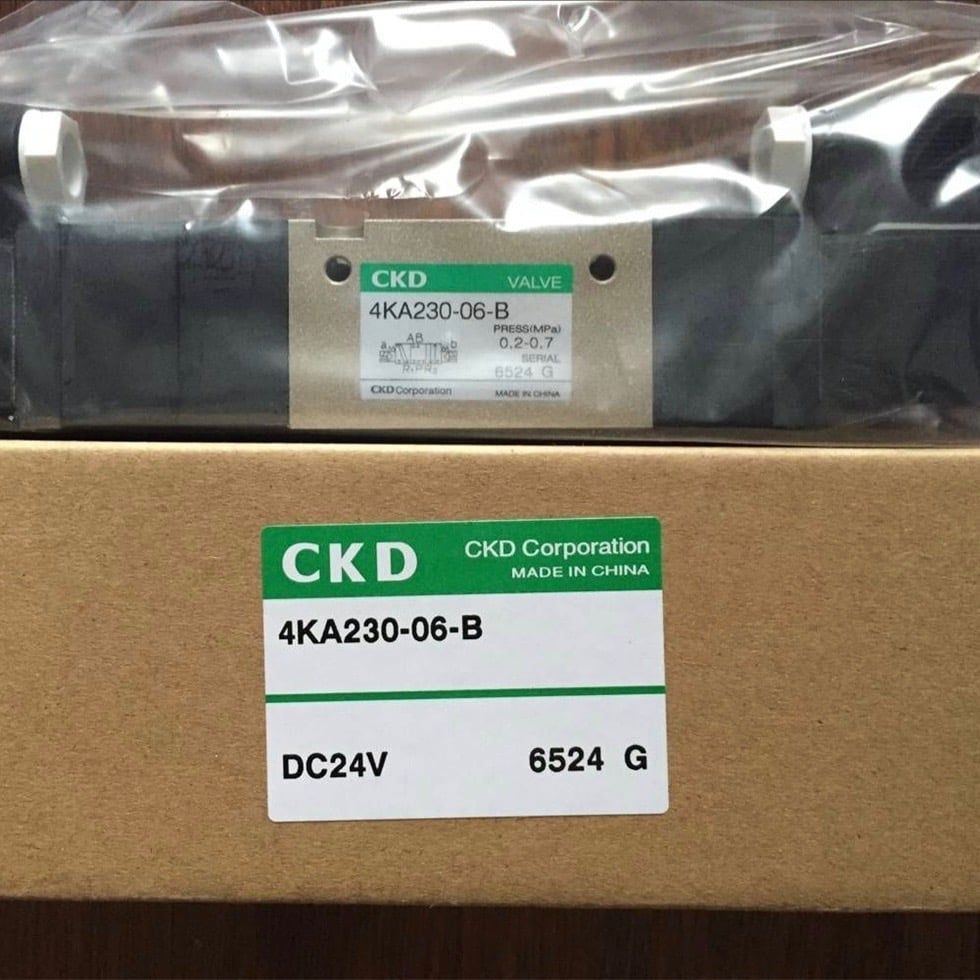 CKD VALVE
4KA230-06-B
PRESS(MPa)
0.2-0.7
SERIAL
6524 G
a AB b
CKD Corporation MADE IN CHINA
CKD CKD Corporation
MADE IN CHINA
4KA230-06-B
DC24V 6524 G